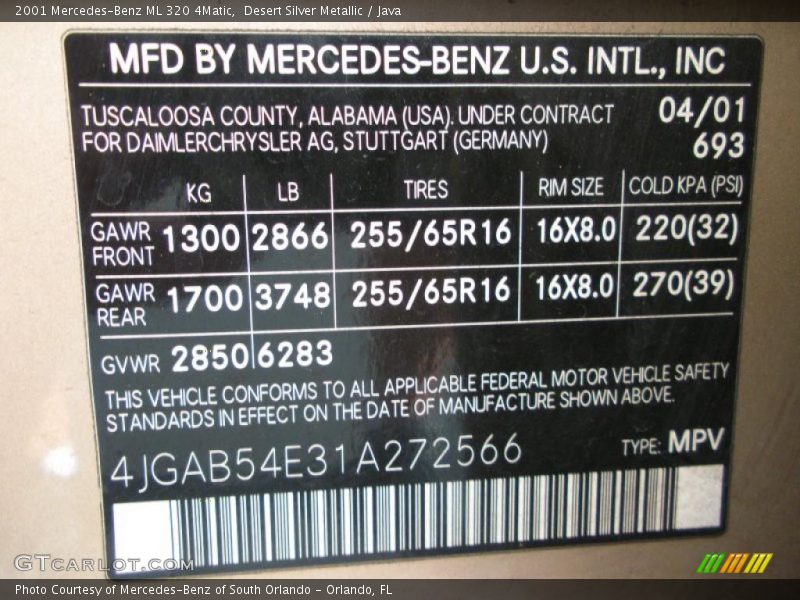 2001 Mercedes-Benz ML 320 4Matic,  Desert Silver Metallic / Java
MFD BY MERCEDES-BENZ U.S. INTL., INC
TUSCALOOSA COUNTY, ALABAMA (USA). UNDER CONTRACT 04/01
FOR DAIMLERCHRYSLER AG, STUTTGART (GERMANY) 693
KG LB TIRES RIM SIZE COLD KPA (PSI)
GAWR FRONT 1300 2866 255/65R16 16X8.0 220(32)
GAWR REAR 1700 3748 255/65R16 16X8.0 270(39)
GVWR 2850 6283
THIS VEHICLE CONFORMS TO ALL APPLICABLE FEDERAL MOTOR VEHICLE SAFETY
STANDARDS IN EFFECT ON THE DATE OF MANUFACTURE SHOWN ABOVE.
4JGAB54E31A272566 TYPE: MPV
GTCARLOT.COM
Photo Courtesy of Mercedes-Benz of South Orlando - Orlando, FL